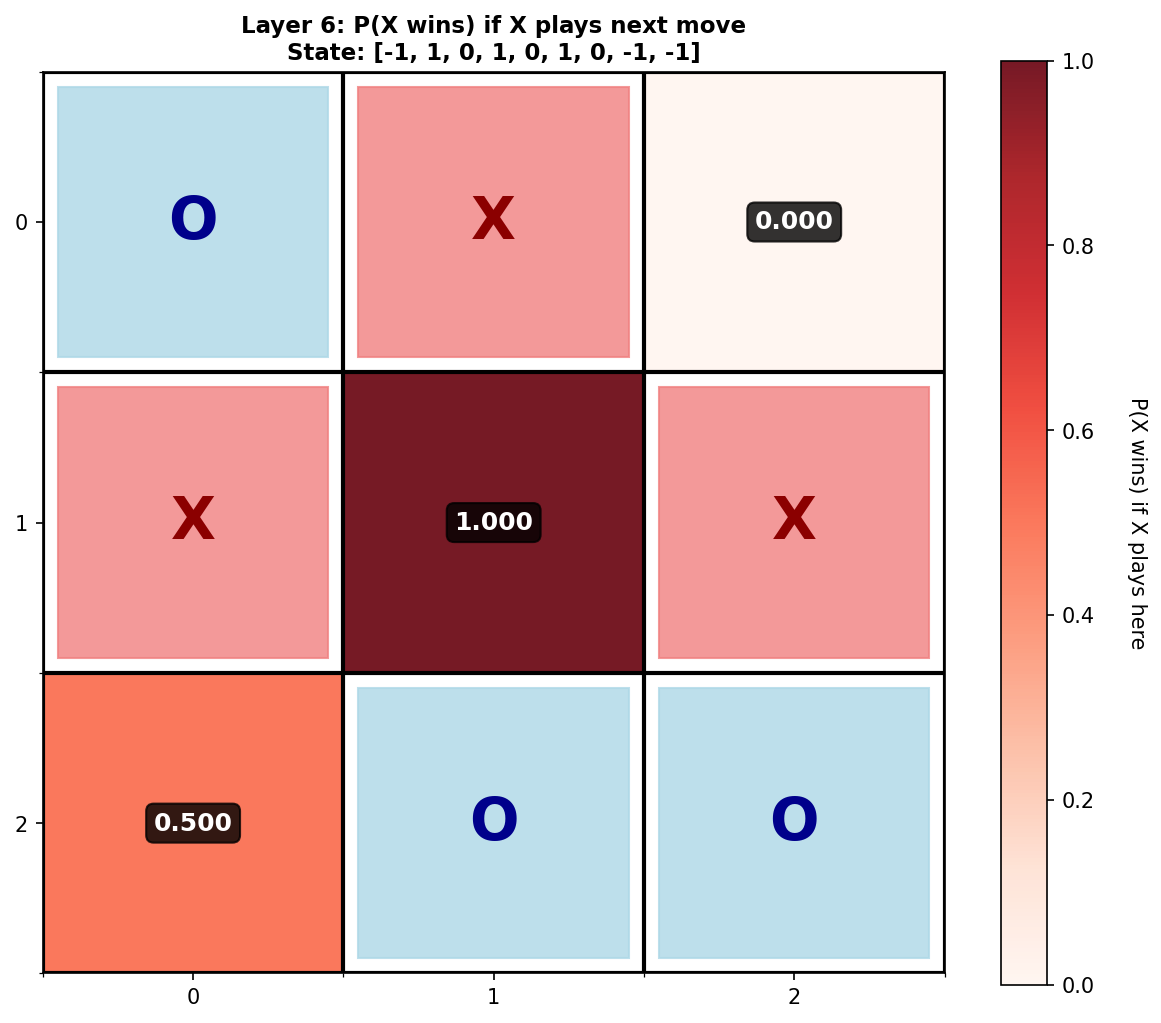 Layer 6: P(X wins) if X plays next move
State: [-1, 1, 0, 1, 0, 1, 0, -1, -1]
O
X
0.000
X
1.000
X
0.500
O
O
0
1
2
0
1
2
1.0
0.8
0.6
0.4
0.2
0.0
P(X wins) if X plays here